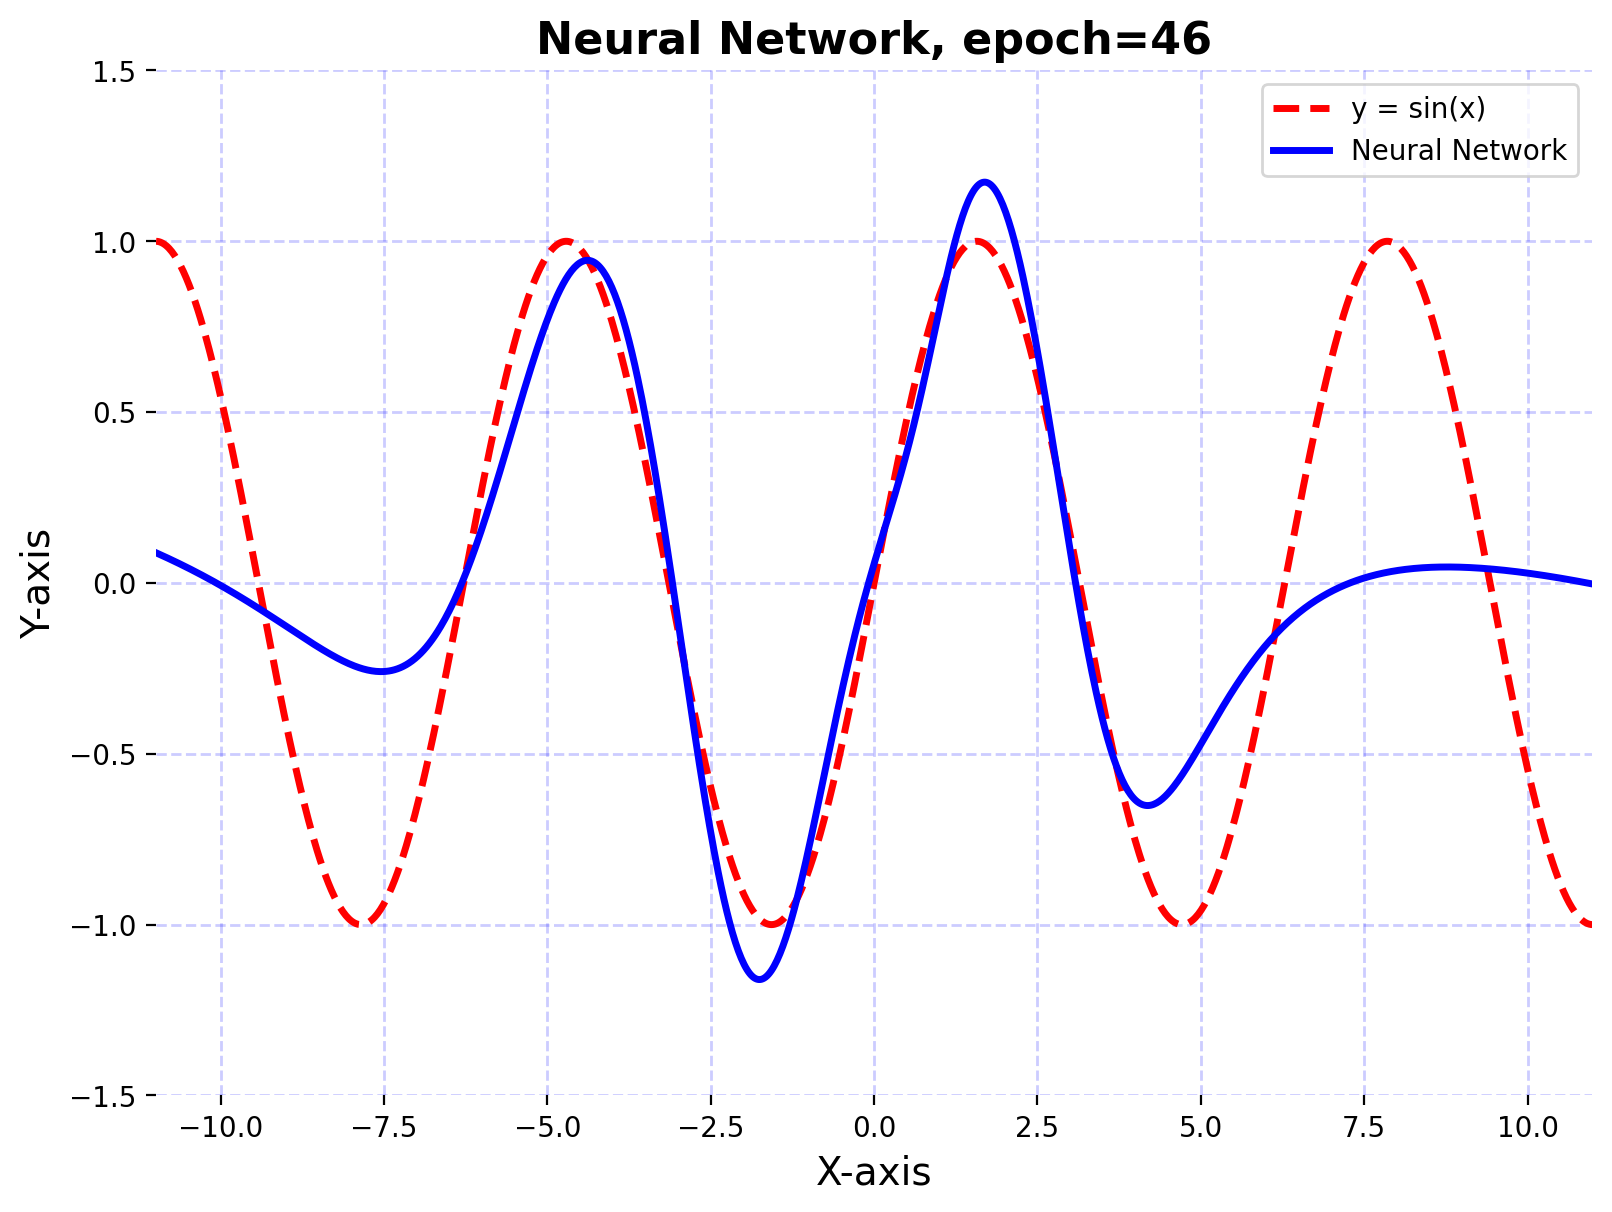 Neural Network, epoch=46
y = sin(x)
Neural Network
1.5
1.0
0.5
0.0
−0.5
−1.0
−1.5
Y-axis
−10.0 −7.5 −5.0 −2.5 0.0 2.5 5.0 7.5 10.0
X-axis